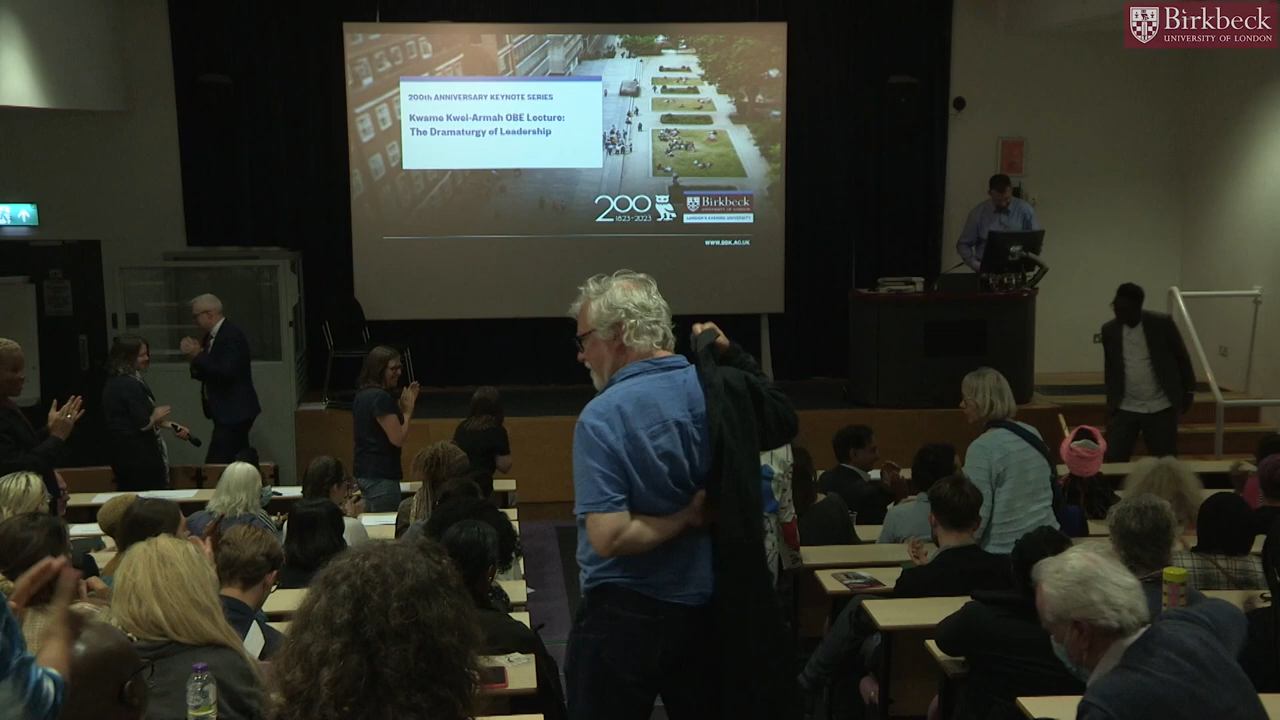 Birkbeck
UNIVERSITY OF LONDON
200th ANNIVERSARY KEYNOTE SERIES
Kwame Kwei-Armah OBE Lecture:
The Dramaturgy of Leadership
200
1823-2023
Birkbeck
UNIVERSITY OF LONDON
LONDON'S EVENING UNIVERSITY
WWW.BBK.AC.UK